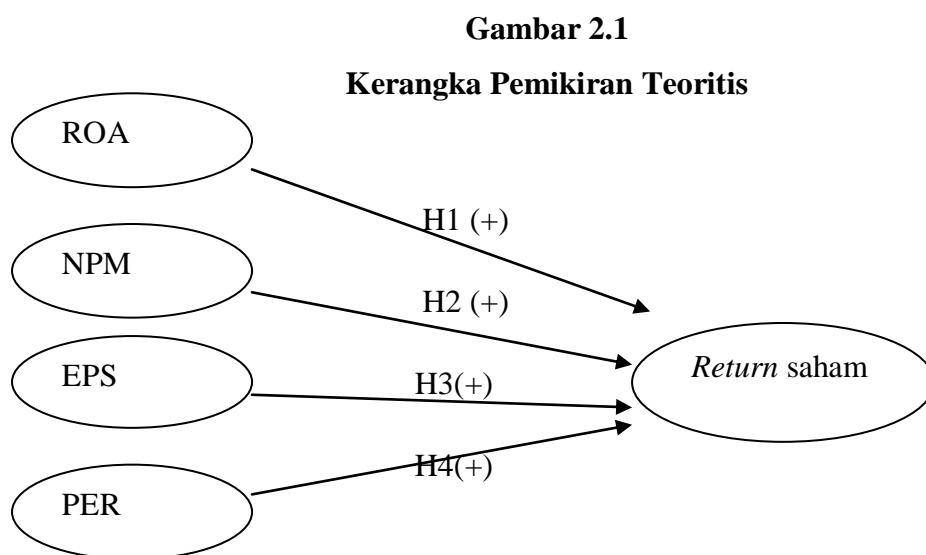 Gambar 2.1
Kerangka Pemikiran Teoritis
ROA
H1 (+)
NPM
H2 (+)
Return saham
EPS
H3(+)
H4(+)
PER